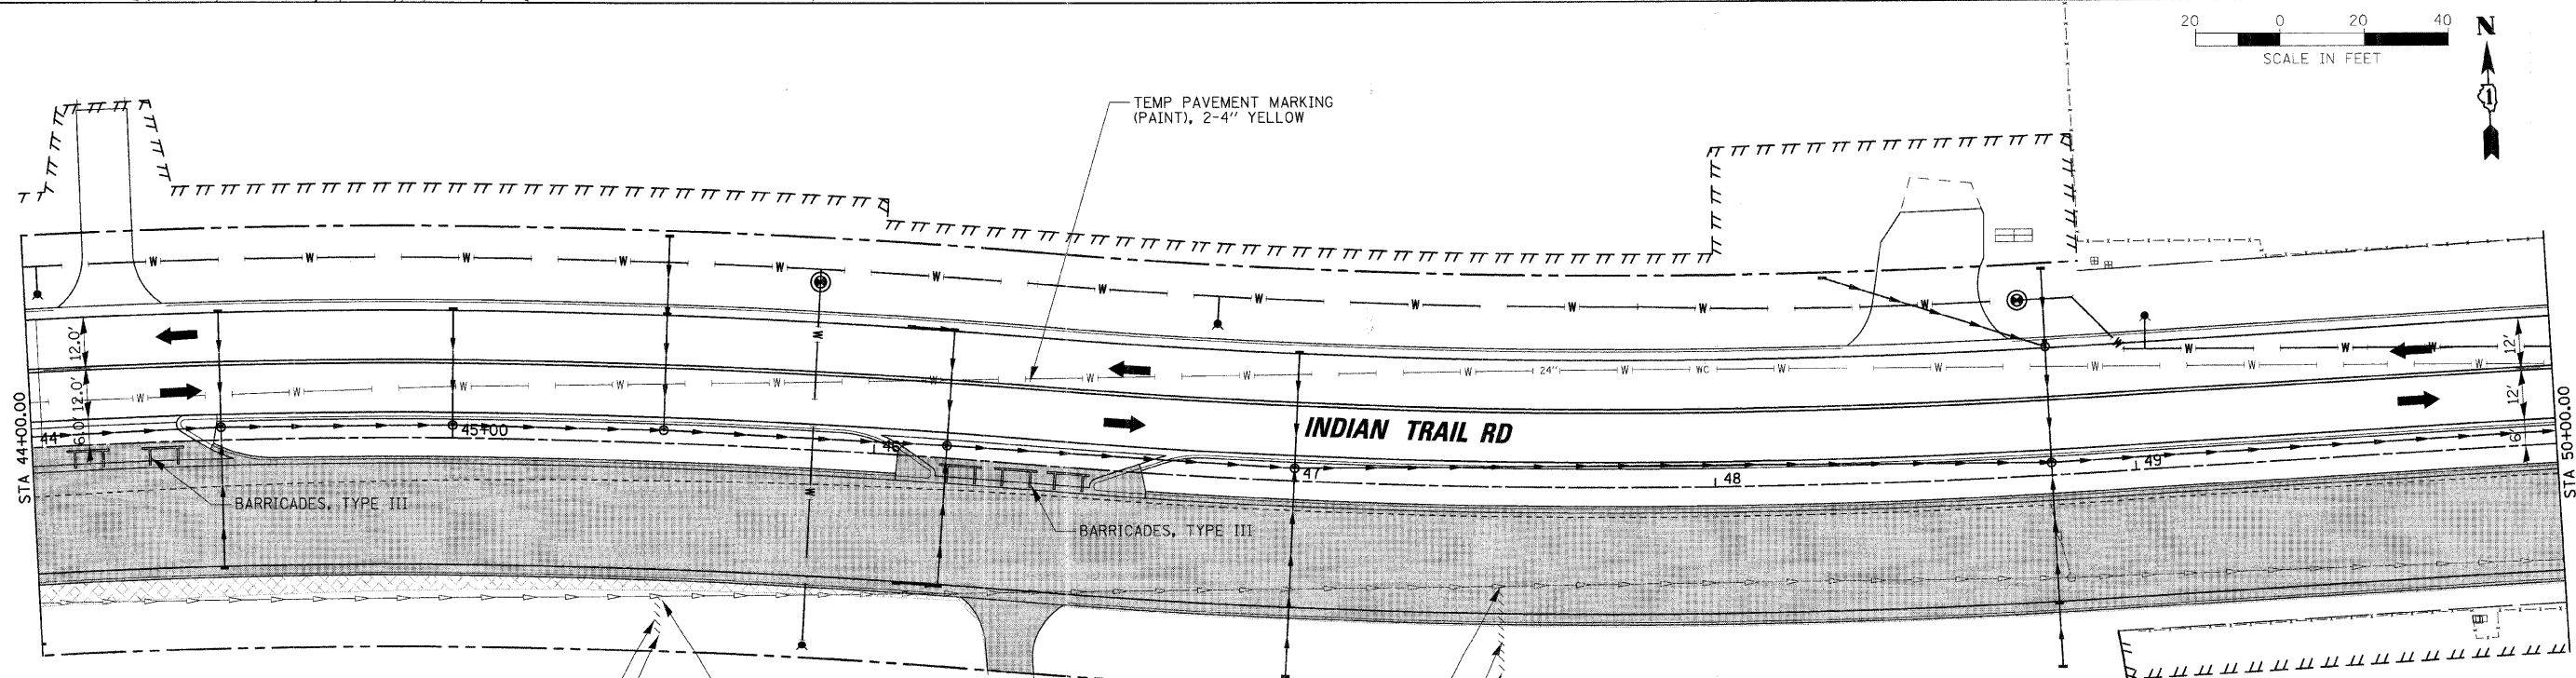 20 0 20 40
SCALE IN FEET
N
1
TEMP PAVEMENT MARKING
(PAINT), 2-4" YELLOW
W W W W W W W W W W W W
W W W W
12.0' 12'
12.0' 12'
6.0' 6'
W W W W W W W W W 24" W WC W W W W W
W
W
STA 44+00.00
44
45+00
46
47
48
49
INDIAN TRAIL RD
STA 50+00.00
BARRICADES, TYPE III
BARRICADES, TYPE III